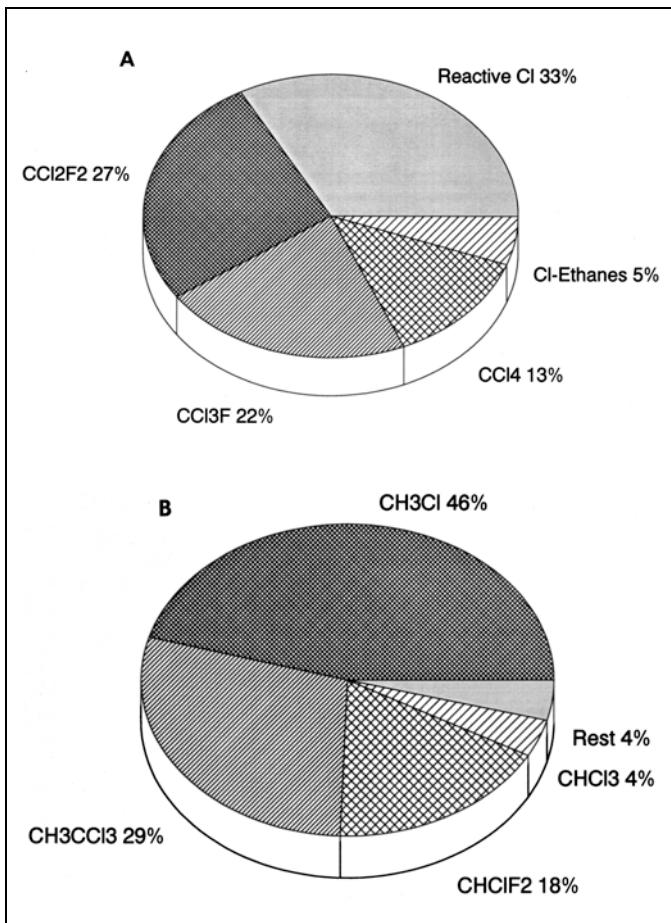 A
Reactive Cl 33%
CCl2F2 27%
Cl-Ethanes 5%
CCl4 13%
CCl3F 22%
B
CH3Cl 46%
Rest 4%
CHCl3 4%
CH3CCl3 29%
CHClF2 18%